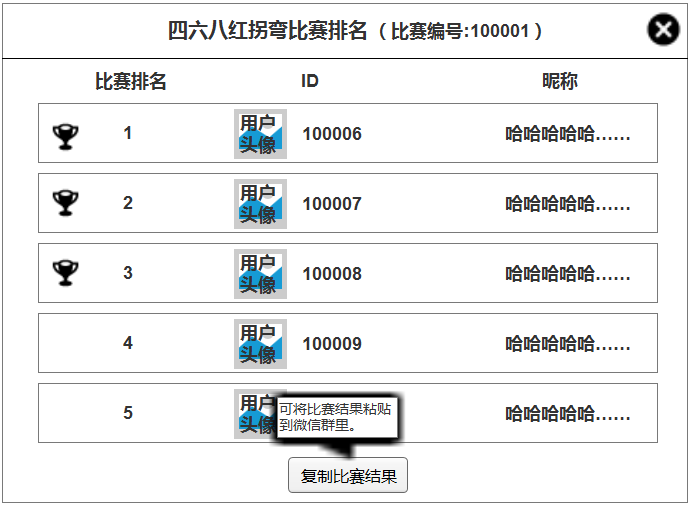 四六八红拐弯比赛排名（比赛编号:100001）
比赛排名 ID 昵称
1 用户头像 100006 哈哈哈哈哈……
2 用户头像 100007 哈哈哈哈哈……
3 用户头像 100008 哈哈哈哈哈……
4 用户头像 100009 哈哈哈哈哈……
5 用户头像 哈哈哈哈哈……
可将比赛结果粘贴
到微信群里。
复制比赛结果